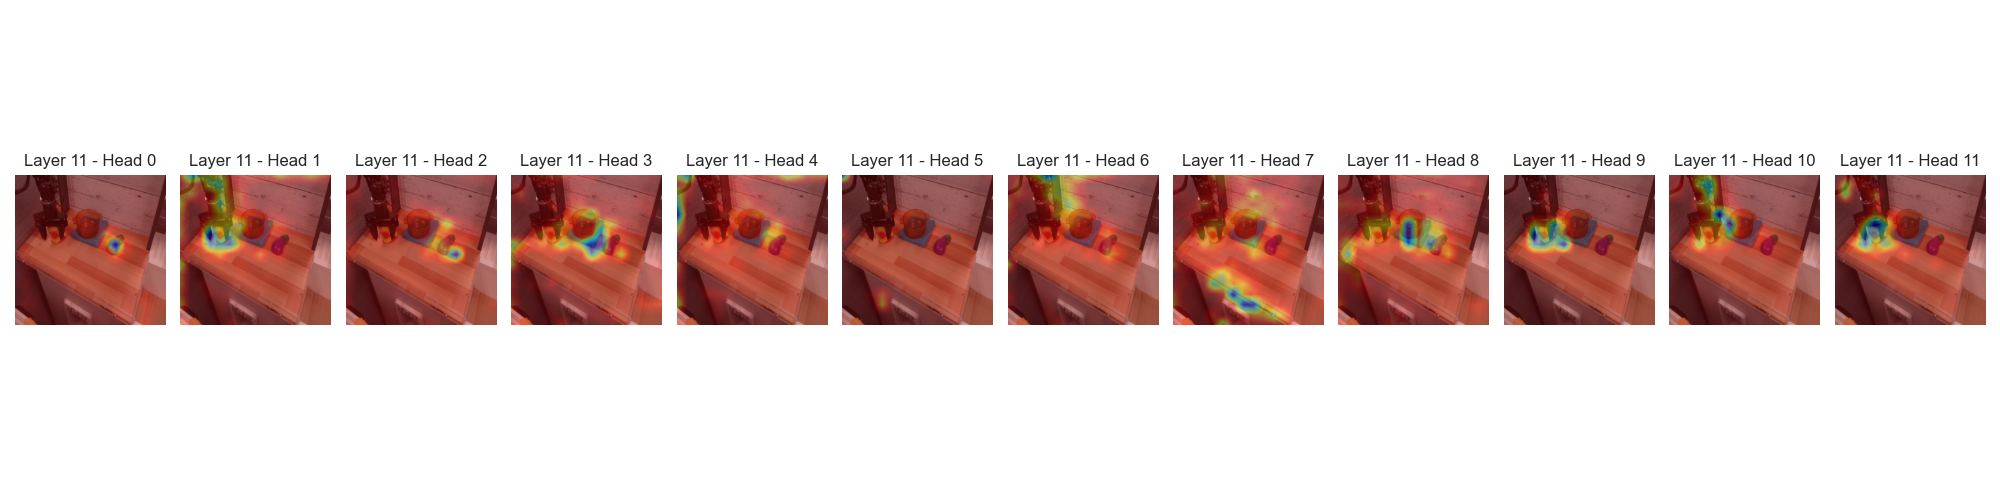 Layer 11 - Head 0
Layer 11 - Head 1
Layer 11 - Head 2
Layer 11 - Head 3
Layer 11 - Head 4
Layer 11 - Head 5
Layer 11 - Head 6
Layer 11 - Head 7
Layer 11 - Head 8
Layer 11 - Head 9
Layer 11 - Head 10
Layer 11 - Head 11